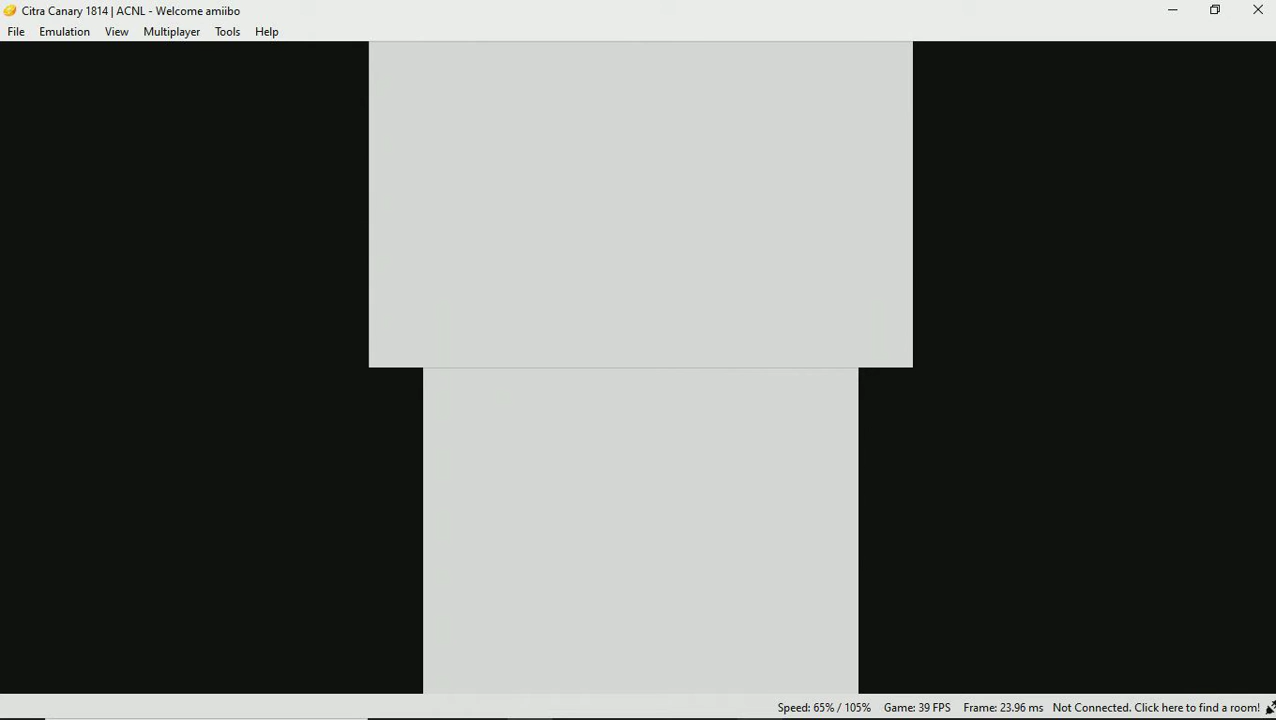 Citra Canary 1814 | ACNL - Welcome amiibo
File Emulation View Multiplayer Tools Help
Speed: 65% / 105% Game: 39 FPS Frame: 23.96 ms Not Connected. Click here to find a room!